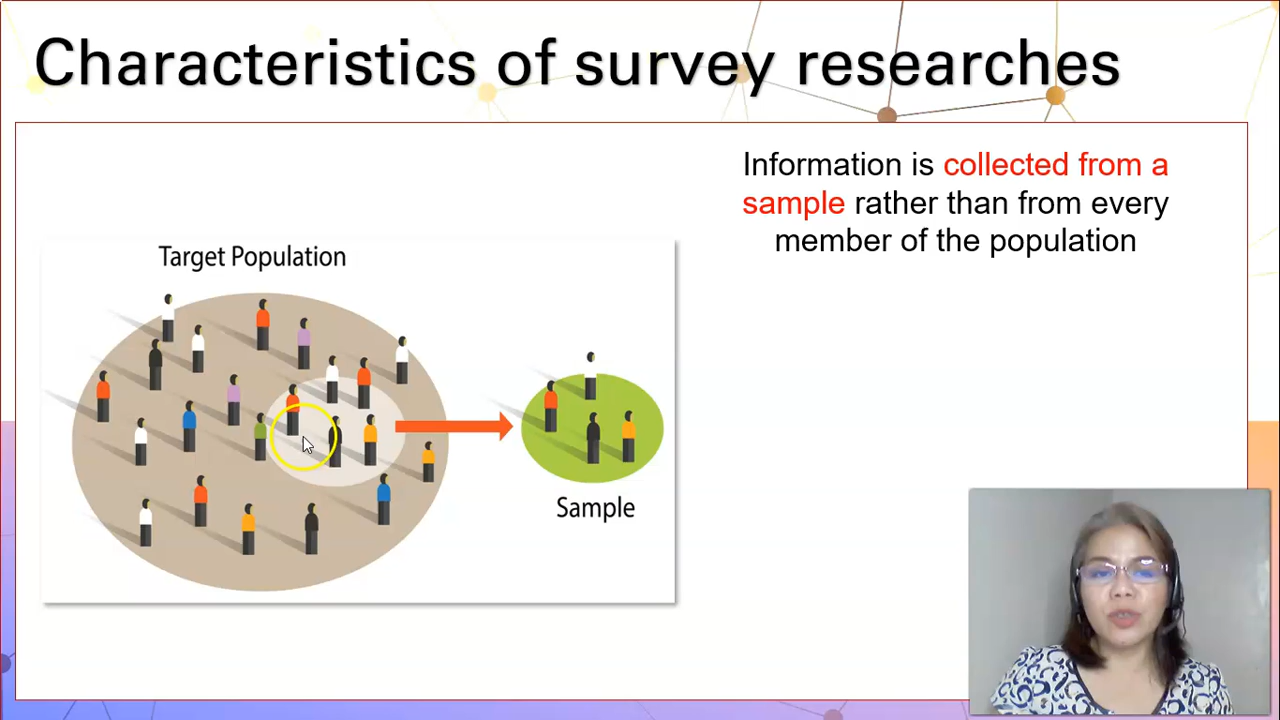 Characteristics of survey researches
Information is collected from a
sample rather than from every
member of the population
Target Population
Sample